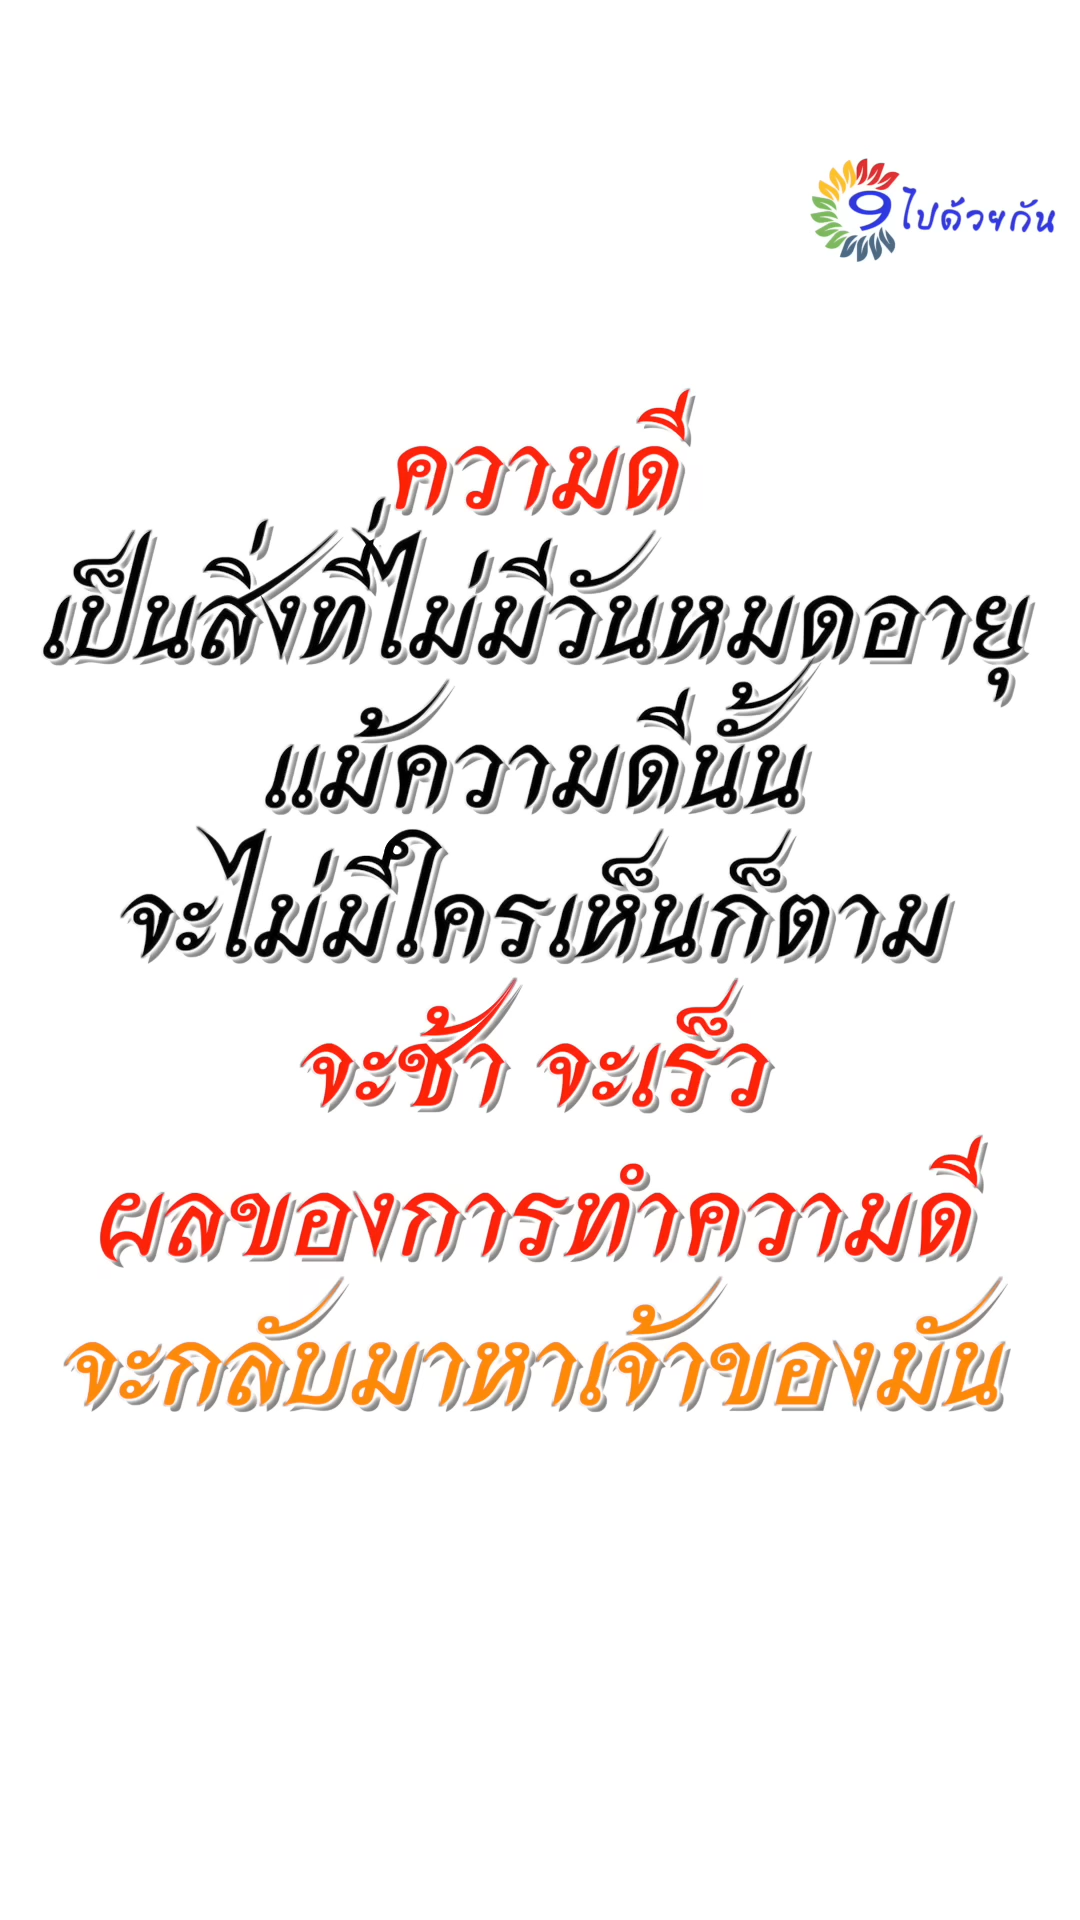 9 ไปด้วยกัน
ความดี
เป็นสิ่งที่ไม่มีวันหมดอายุ
แม้ความดีนั้น
จะไม่มีใครเห็นก็ตาม
จะช้า จะเร็ว
ผลของการทำความดี
จะกลับมาหาเจ้าของมัน